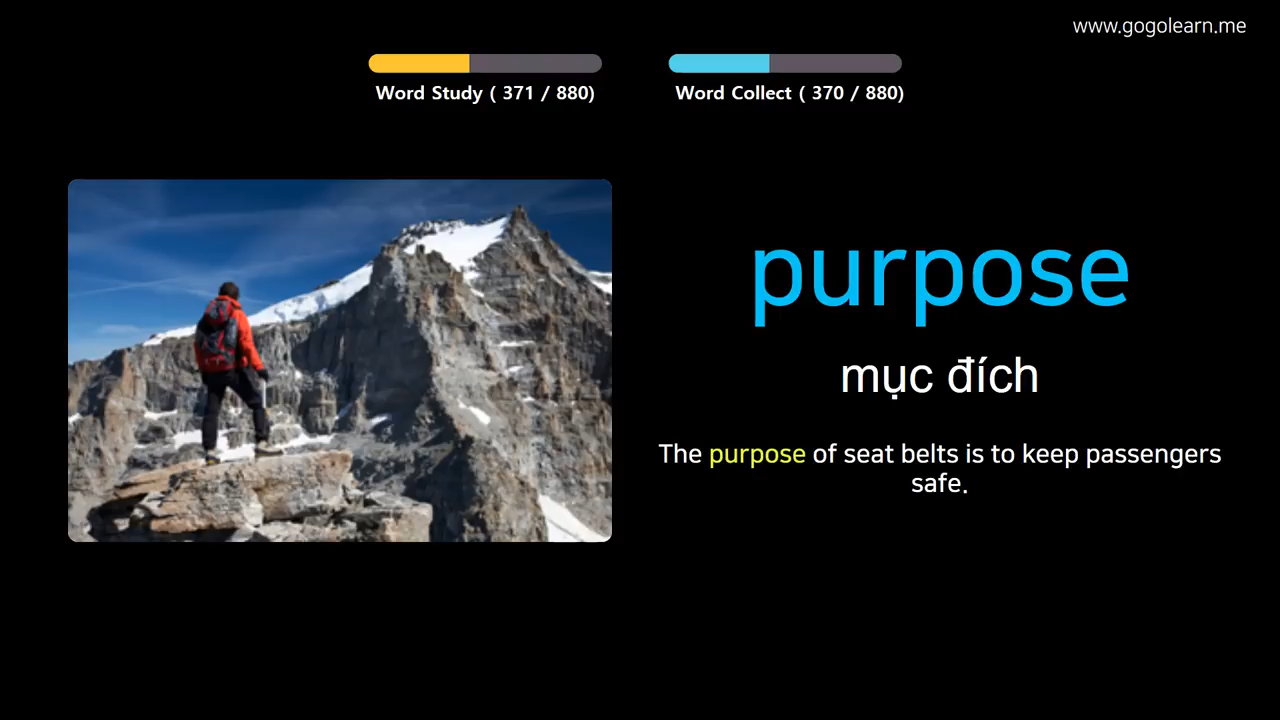 www.gogolearn.me
Word Study ( 371 / 880)
Word Collect ( 370 / 880)
purpose
mục đích
The purpose of seat belts is to keep passengers
safe.